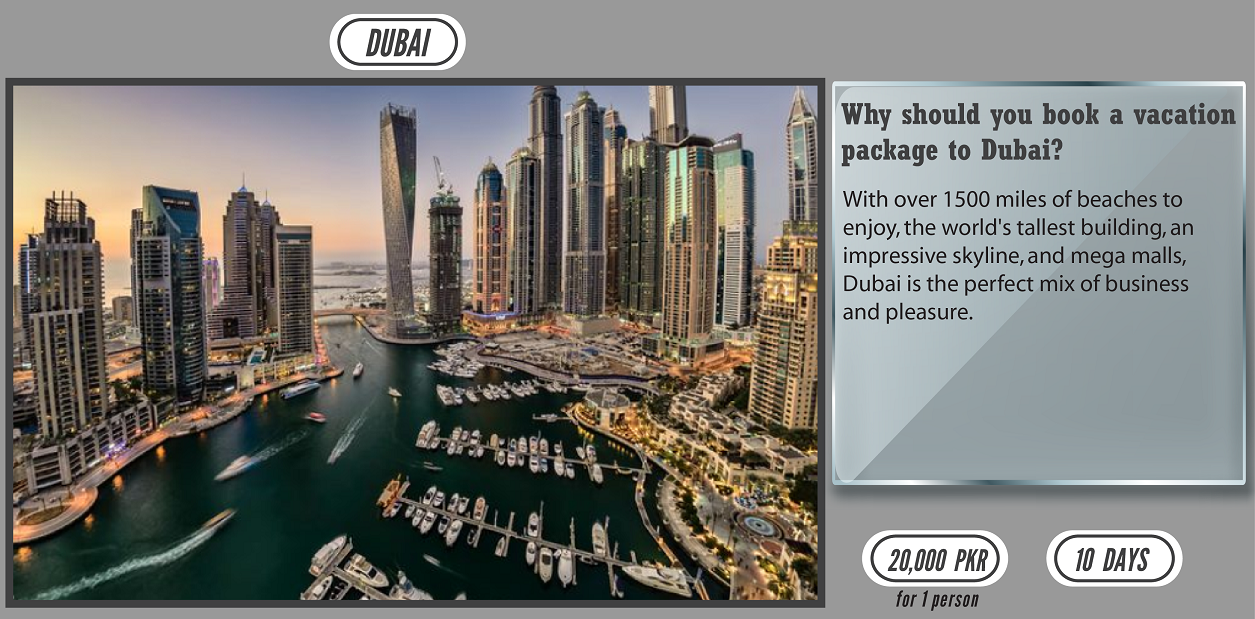 DUBAI
Why should you book a vacation
package to Dubai?
With over 1500 miles of beaches to
enjoy, the world's tallest building, an
impressive skyline, and mega malls,
Dubai is the perfect mix of business
and pleasure.
20,000 PKR
10 DAYS
for 1 person